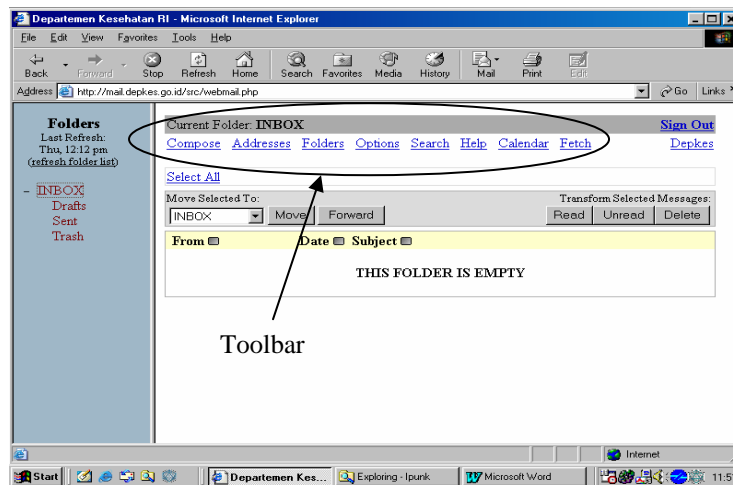 Departemen Kesehatan RI - Microsoft Internet Explorer
File Edit View Favorites Tools Help
Back Forward Stop Refresh Home Search Favorites Media History Mail Print Edit
Address http://mail.depkes.go.id/src/webmail.php Go Links
Folders
Last Refresh:
Thu, 12:12 pm
(refresh folder list)
– INBOX
Drafts
Sent
Trash
Current Folder: INBOX Sign Out
Compose Addresses Folders Options Search Help Calendar Fetch Depkes
Select All
Move Selected To: Transform Selected Messages:
INBOX Move Forward Read Unread Delete
From Date Subject
THIS FOLDER IS EMPTY
Toolbar
Internet
Start Departemen Kes... Exploring - Ipunk Microsoft Word